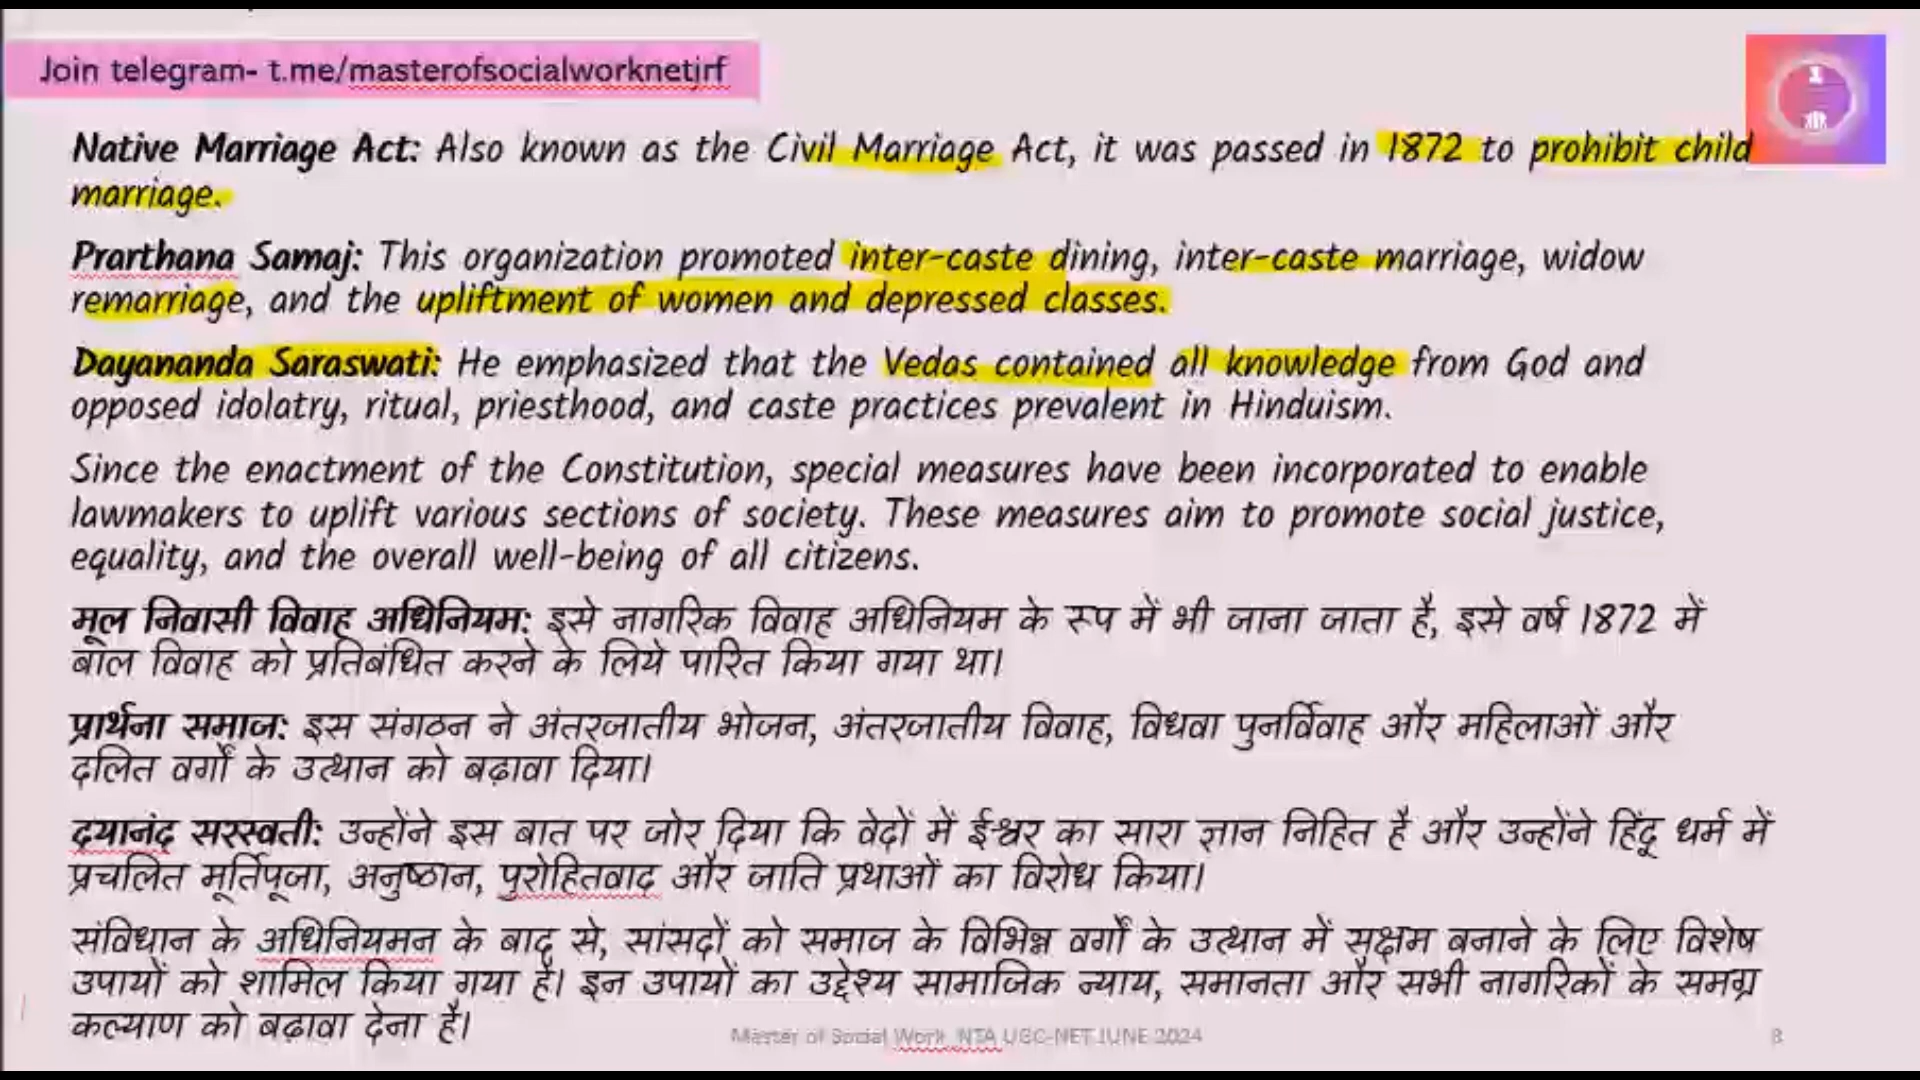 Join telegram- t.me/masterofsocialworknetjrf
Native Marriage Act: Also known as the Civil Marriage Act, it was passed in 1872 to prohibit child
marriage.
Prarthana Samaj: This organization promoted inter-caste dining, inter-caste marriage, widow
remarriage, and the upliftment of women and depressed classes.
Dayananda Saraswati: He emphasized that the Vedas contained all knowledge from God and
opposed idolatry, ritual, priesthood, and caste practices prevalent in Hinduism.
Since the enactment of the Constitution, special measures have been incorporated to enable
lawmakers to uplift various sections of society. These measures aim to promote social justice,
equality, and the overall well-being of all citizens.
मूल निवासी विवाह अधिनियम: इसे नागरिक विवाह अधिनियम के रूप में भी जाना जाता है, इसे वर्ष 1872 में
बाल विवाह को प्रतिबंधित करने के लिये पारित किया गया था।
प्रार्थना समाज: इस संगठन ने अंतरजातीय भोजन, अंतरजातीय विवाह, विधवा पुनर्विवाह और महिलाओं और
दलित वर्गों के उत्थान को बढ़ावा दिया।
दयानंद सरस्वती: उन्होंने इस बात पर जोर दिया कि वेदों में ईश्वर का सारा ज्ञान निहित है और उन्होंने हिंदू धर्म में
प्रचलित मूर्तिपूजा, अनुष्ठान, पुरोहितवाद और जाति प्रथाओं का विरोध किया।
संविधान के अधिनियमन के बाद से, सांसदों को समाज के विभिन्न वर्गों के उत्थान में सक्षम बनाने के लिए विशेष
उपायों को शामिल किया गया है। इन उपायों का उद्देश्य सामाजिक न्याय, समानता और सभी नागरिकों के समग्र
कल्याण को बढ़ावा देना है।
Master of Social Work NTA UGC-NET JUNE 2024
8